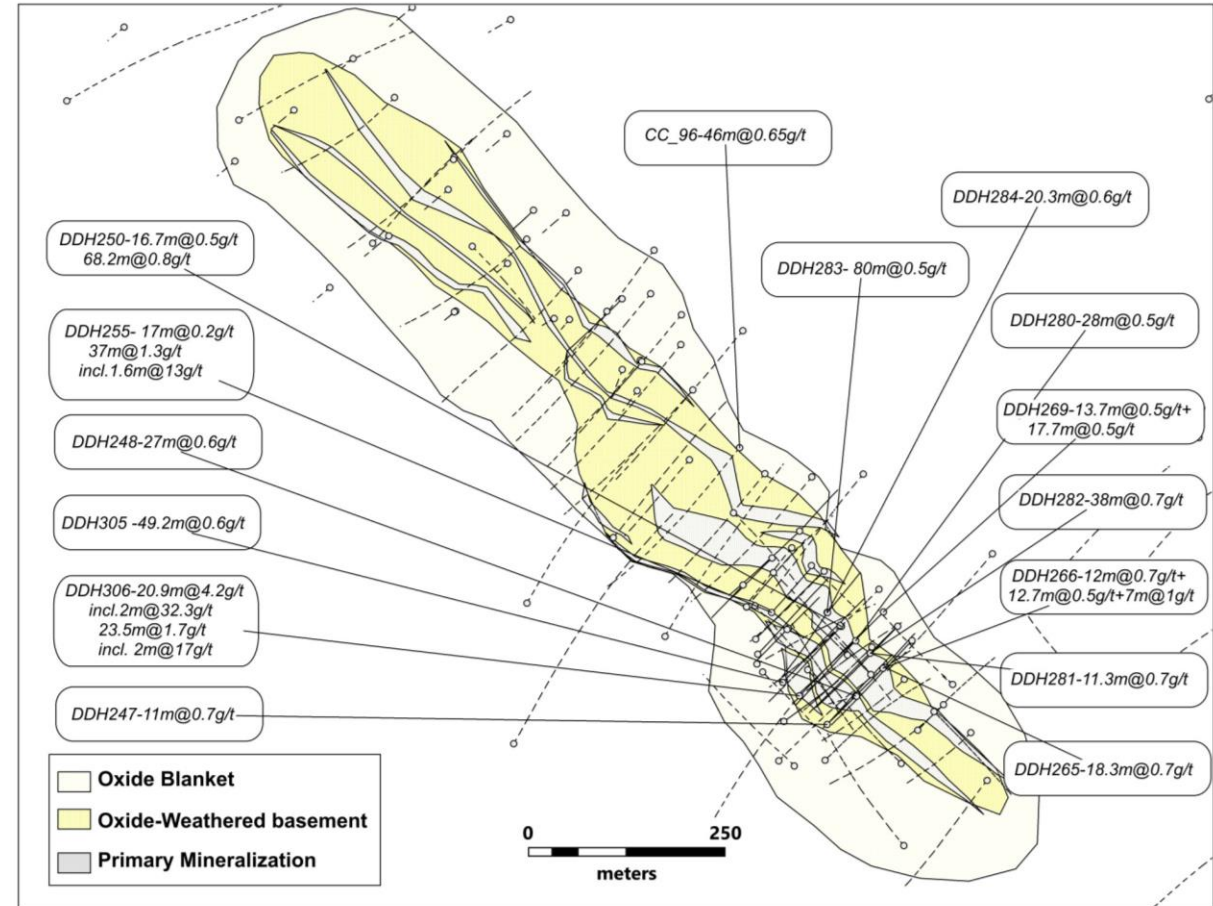 CC_96-46m@0.65g/t
DDH284-20.3m@0.6g/t
DDH250-16.7m@0.5g/t
68.2m@0.8g/t
DDH283- 80m@0.5g/t
DDH280-28m@0.5g/t
DDH255- 17m@0.2g/t
37m@1.3g/t
incl.1.6m@13g/t
DDH269-13.7m@0.5g/t+
17.7m@0.5g/t
DDH248-27m@0.6g/t
DDH282-38m@0.7g/t
DDH305 -49.2m@0.6g/t
DDH266-12m@0.7g/t+
12.7m@0.5g/t+7m@1g/t
DDH306-20.9m@4.2g/t
incl.2m@32.3g/t
23.5m@1.7g/t
incl. 2m@17g/t
DDH281-11.3m@0.7g/t
DDH247-11m@0.7g/t
DDH265-18.3m@0.7g/t
Oxide Blanket
Oxide-Weathered basement
Primary Mineralization
0 250
meters